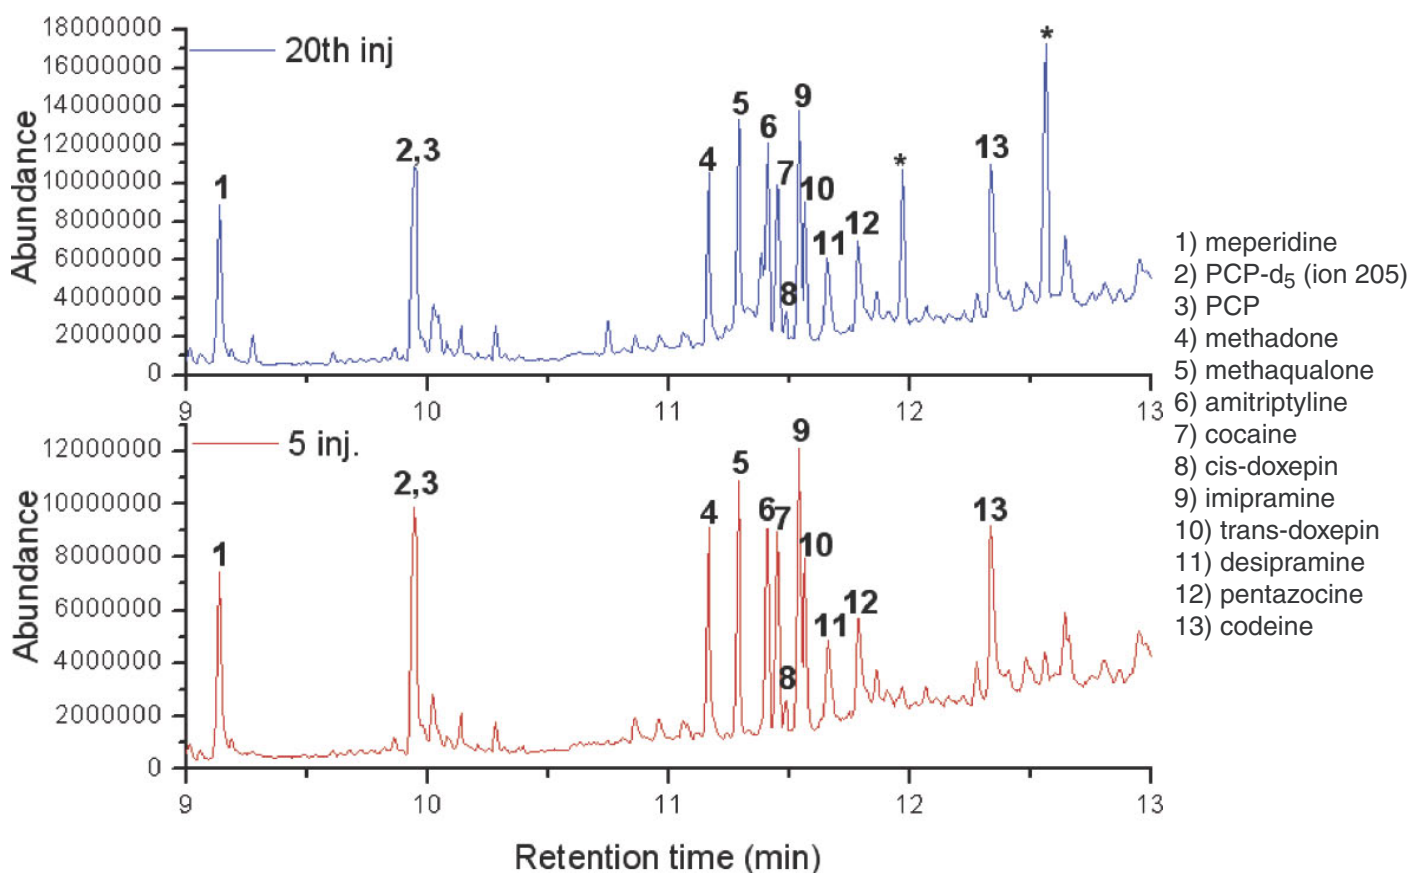 18000000
16000000
14000000
12000000
10000000
8000000
6000000
4000000
2000000
0
Abundance
20th inj
1
2,3
4
5
6
7
8
9
10
11
12
*
13
*
9
10
11
12
13
12000000
10000000
8000000
6000000
4000000
2000000
0
Abundance
5 inj.
1
2,3
4
5
6
7
8
9
10
11
12
13
9
10
11
12
13
Retention time (min)
1) meperidine
2) PCP-d5 (ion 205)
3) PCP
4) methadone
5) methaqualone
6) amitriptyline
7) cocaine
8) cis-doxepin
9) imipramine
10) trans-doxepin
11) desipramine
12) pentazocine
13) codeine